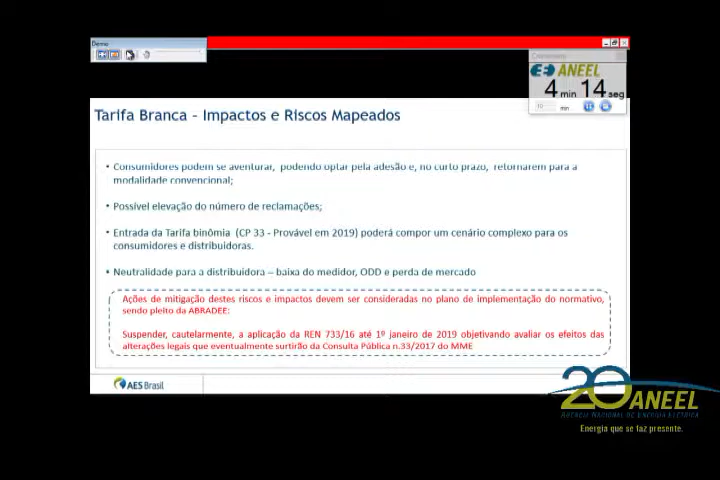 Demo
Cronometro
ANEEL
4 min 14 seg
10 min
Tarifa Branca – Impactos e Riscos Mapeados
• Consumidores podem se aventurar, podendo optar pela adesão e, no curto prazo, retornarem para a
modalidade convencional;
• Possível elevação do número de reclamações;
• Entrada da Tarifa binômia (CP 33 - Provável em 2019) poderá compor um cenário complexo para os
consumidores e distribuidoras.
• Neutralidade para a distribuidora – baixa do medidor, ODD e perda de mercado
Ações de mitigação destes riscos e impactos devem ser consideradas no plano de implementação do normativo,
sendo pleito da ABRADEE:
Suspender, cautelarmente, a aplicação da REN 733/16 até 1º janeiro de 2019 objetivando avaliar os efeitos das
alterações legais que eventualmente surtirão da Consulta Pública n.33/2017 do MME
AES Brasil
20 ANEEL
AGÊNCIA NACIONAL DE ENERGIA ELÉTRICA
Energia que se faz presente.